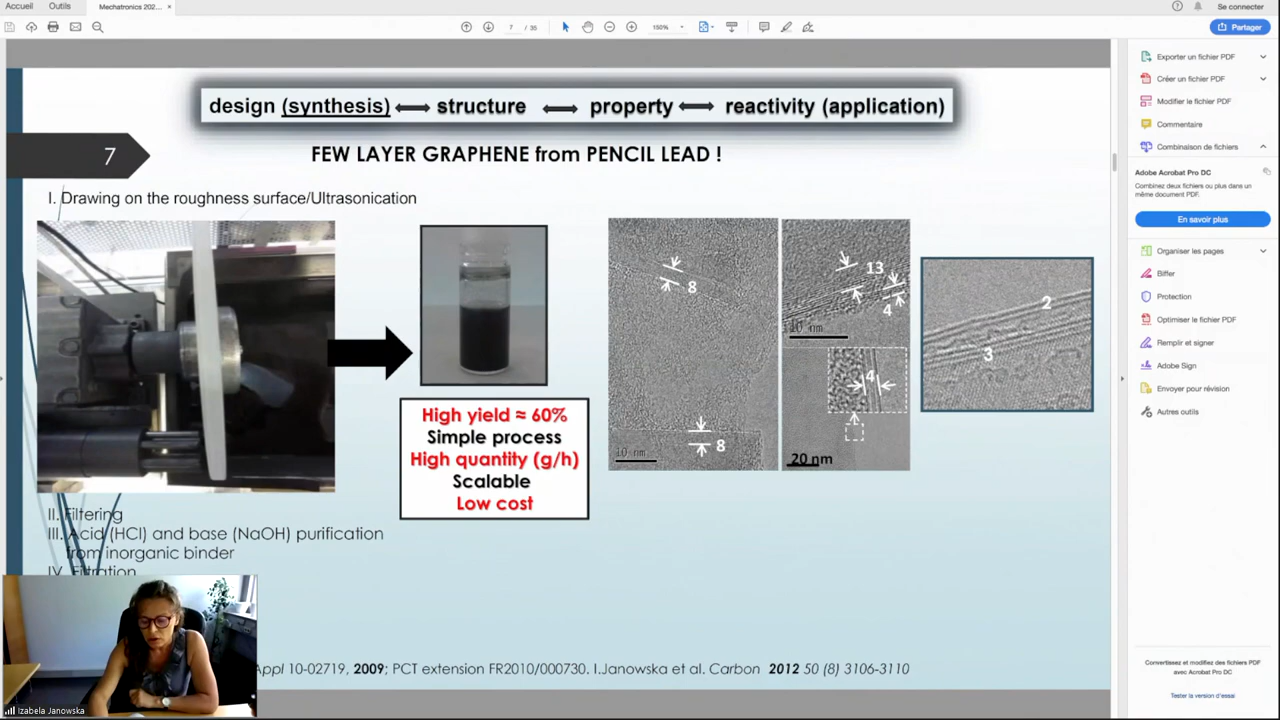 Accueil Outils Mechatronics 202... × Se connecter
7 / 35 150% Partager
design (synthesis) structure property reactivity (application)
7
FEW LAYER GRAPHENE from PENCIL LEAD !
I. Drawing on the roughness surface/Ultrasonication
High yield ≈ 60%
Simple process
High quantity (g/h)
Scalable
Low cost
8
10 nm
8
13
4
10 nm
4
20 nm
2
3
II. Filtering
III. Acid (HCl) and base (NaOH) purification
from inorganic binder
IV. Filtration
Appl 10-02719, 2009; PCT extension FR2010/000730. I.Janowska et al. Carbon 2012 50 (8) 3106-3110
Izabela Janowska
Exporter un fichier PDF
Créer un fichier PDF
Modifier le fichier PDF
Commentaire
Combinaison de fichiers
Adobe Acrobat Pro DC
Combinez deux fichiers ou plus dans un
même document PDF.
En savoir plus
Organiser les pages
Biffer
Protection
Optimiser le fichier PDF
Remplir et signer
Adobe Sign
Envoyer pour révision
Autres outils
Convertissez et modifiez des fichiers PDF
avec Acrobat Pro DC
Tester la version d'essai